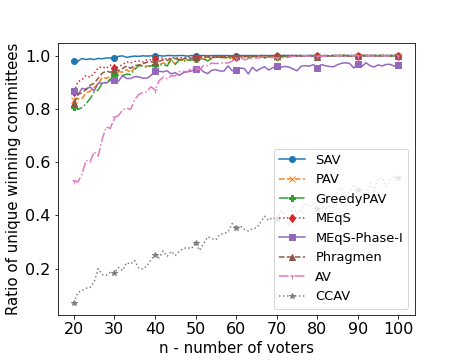 Ratio of unique winning committees
1.0
0.8
0.6
0.4
0.2
SAV
PAV
GreedyPAV
MEqS
MEqS-Phase-I
Phragmen
AV
CCAV
20 30 40 50 60 70 80 90 100
n - number of voters